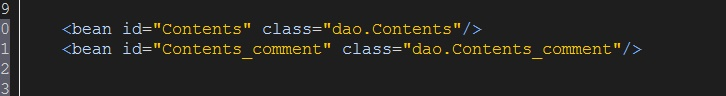 9
0 <bean id="Contents" class="dao.Contents"/>
1 <bean id="Contents_comment" class="dao.Contents_comment"/>
2
3